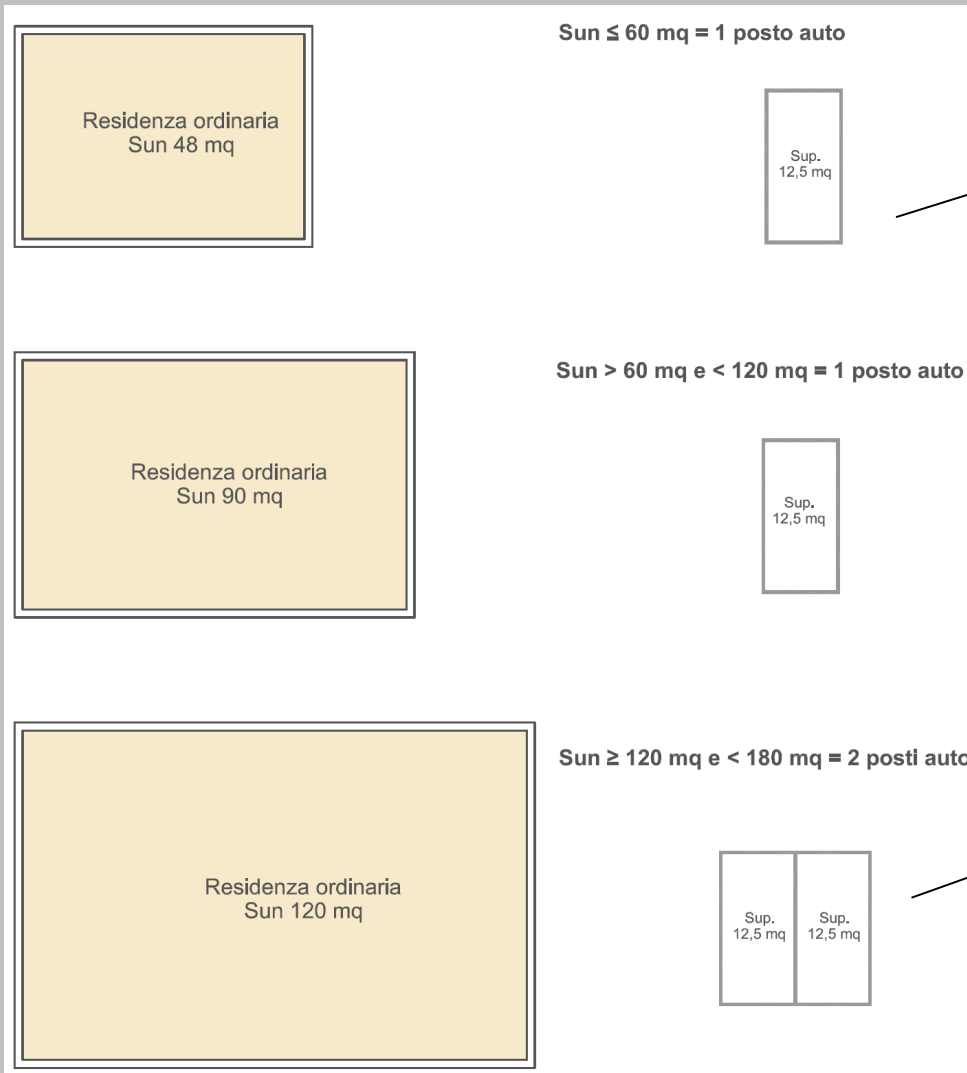 Sun ≤ 60 mq = 1 posto auto
Residenza ordinaria
Sun 48 mq
Sup.
12,5 mq
Sun > 60 mq e < 120 mq = 1 posto auto
Residenza ordinaria
Sun 90 mq
Sup.
12,5 mq
Sun ≥ 120 mq e < 180 mq = 2 posti auto
Residenza ordinaria
Sun 120 mq
Sup.
12,5 mq
Sup.
12,5 mq